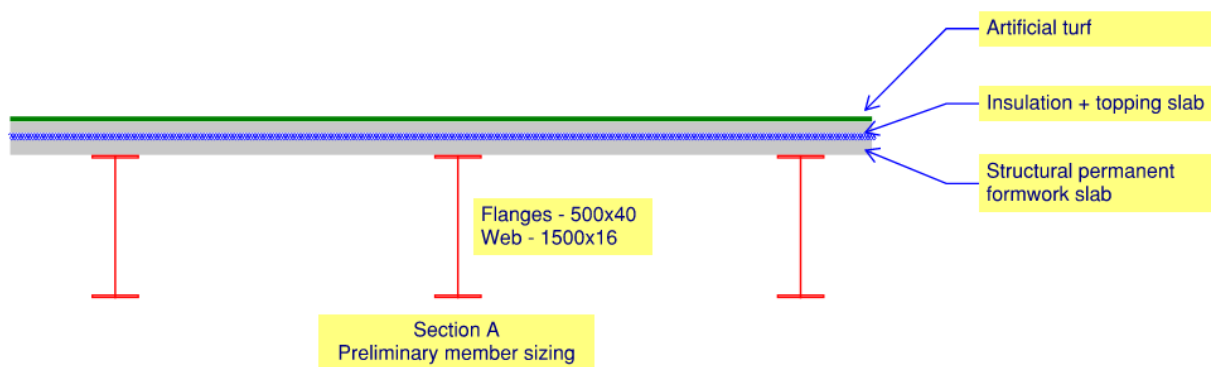 Artificial turf
Insulation + topping slab
Structural permanent
formwork slab
Flanges - 500x40
Web - 1500x16
Section A
Preliminary member sizing